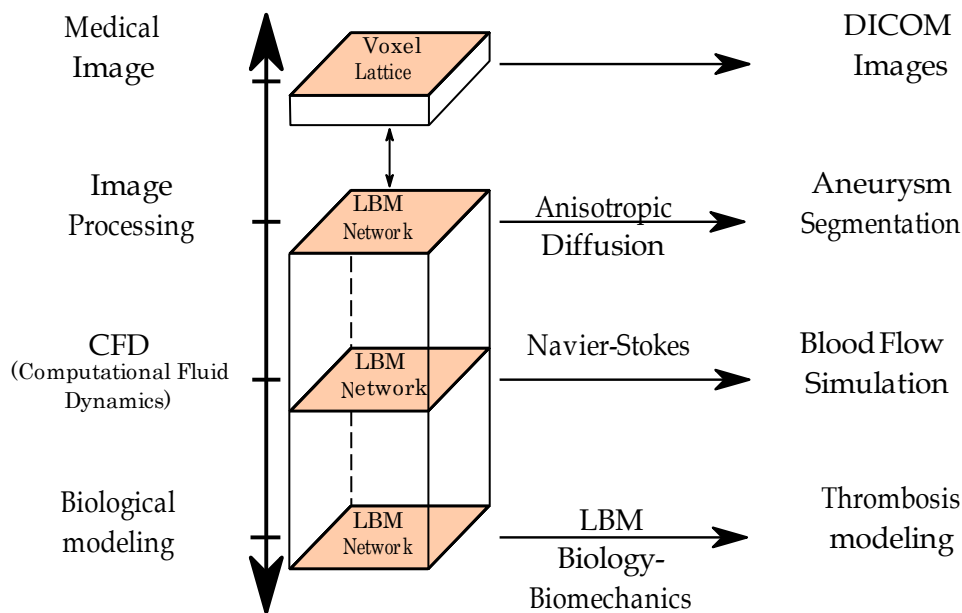 Medical
Image
Voxel
Lattice
DICOM
Images
Image
Processing
LBM
Network
Anisotropic
Diffusion
Aneurysm
Segmentation
CFD
(Computational Fluid
Dynamics)
LBM
Network
Navier-Stokes
Blood Flow
Simulation
Biological
modeling
LBM
Network
LBM
Biology-
Biomechanics
Thrombosis
modeling